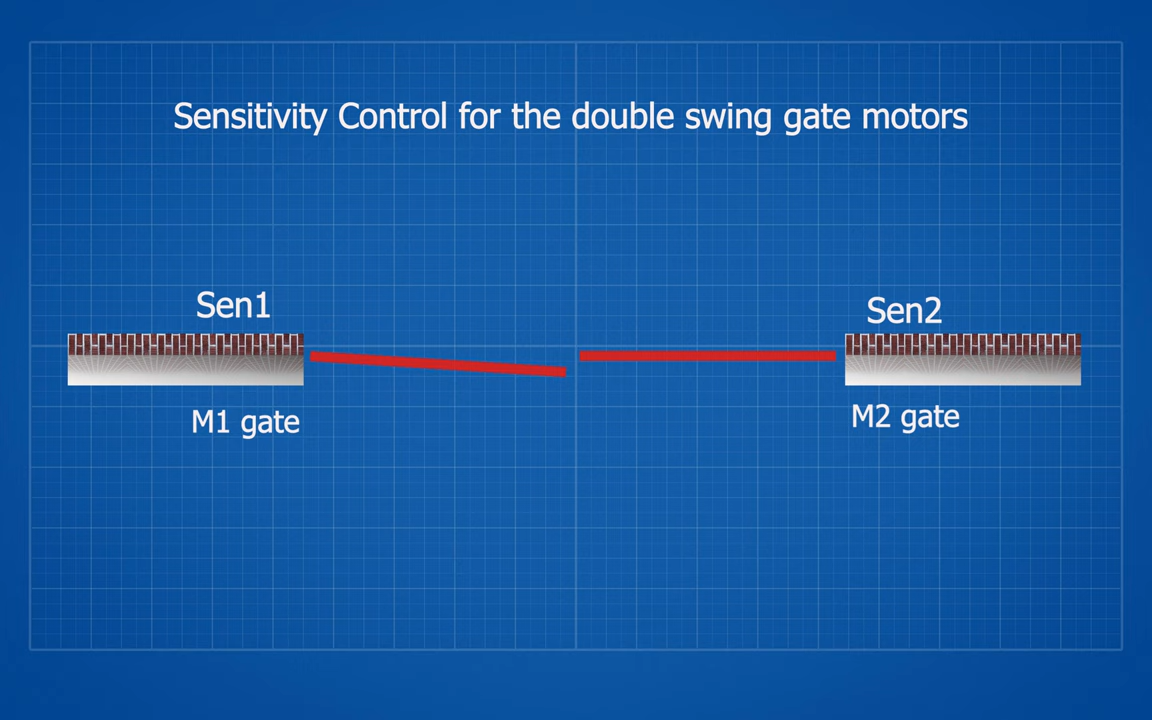 Sensitivity Control for the double swing gate motors
Sen1
Sen2
M1 gate
M2 gate